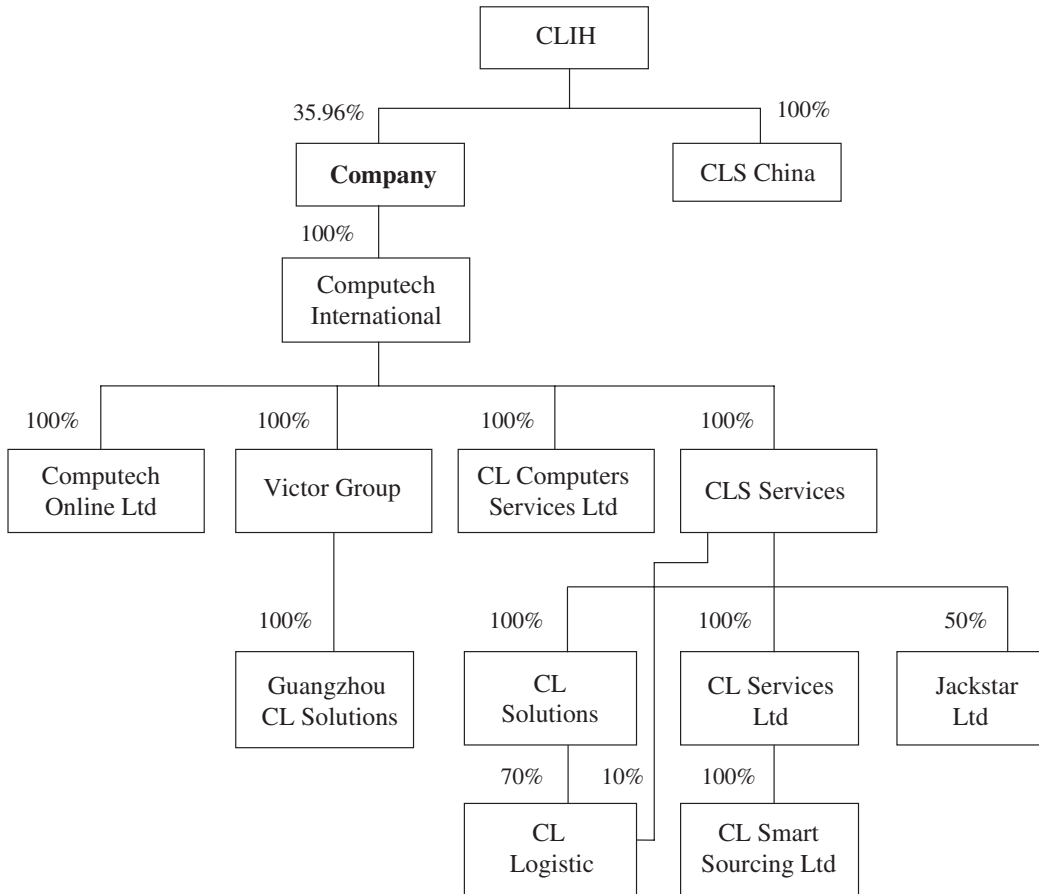 CLIH
35.96%
100%
Company
CLS China
100%
Computech
International
100%
100%
100%
100%
Computech
Online Ltd
Victor Group
CL Computers
Services Ltd
CLS Services
100%
100%
100%
50%
Guangzhou
CL Solutions
CL
Solutions
CL Services
Ltd
Jackstar
Ltd
70%
10%
100%
CL
Logistic
CL Smart
Sourcing Ltd